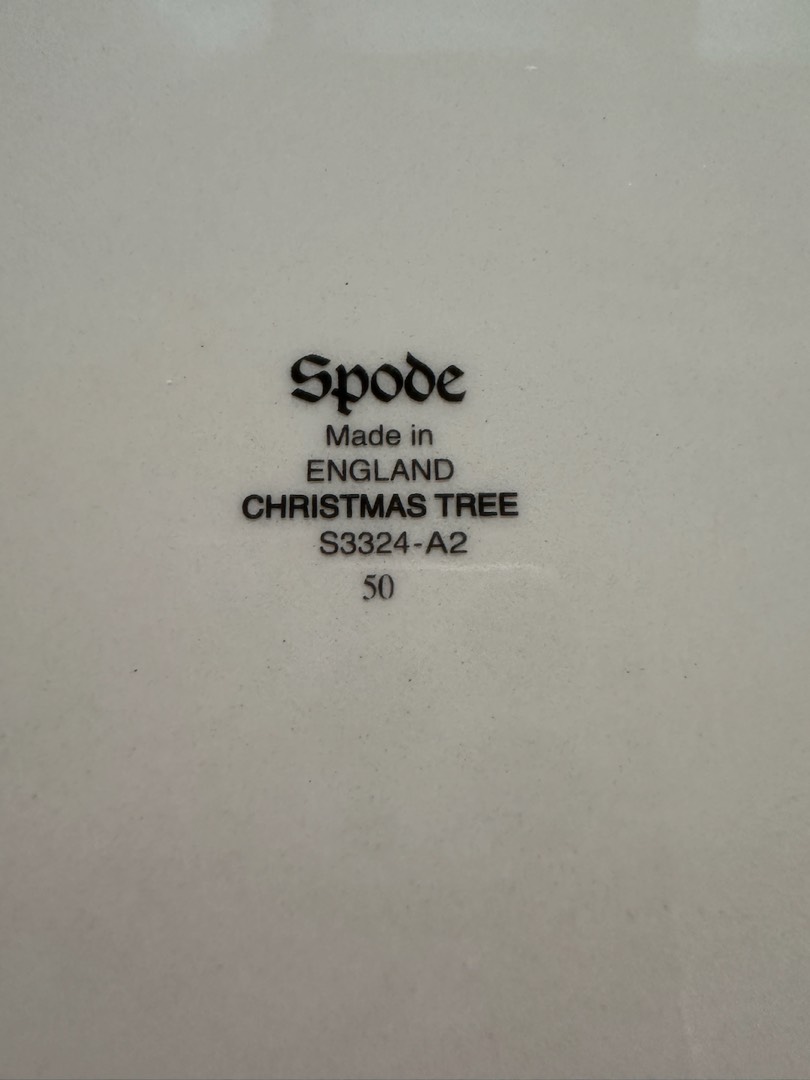 Spode
Made in
ENGLAND
CHRISTMAS TREE
S3324-A2
50